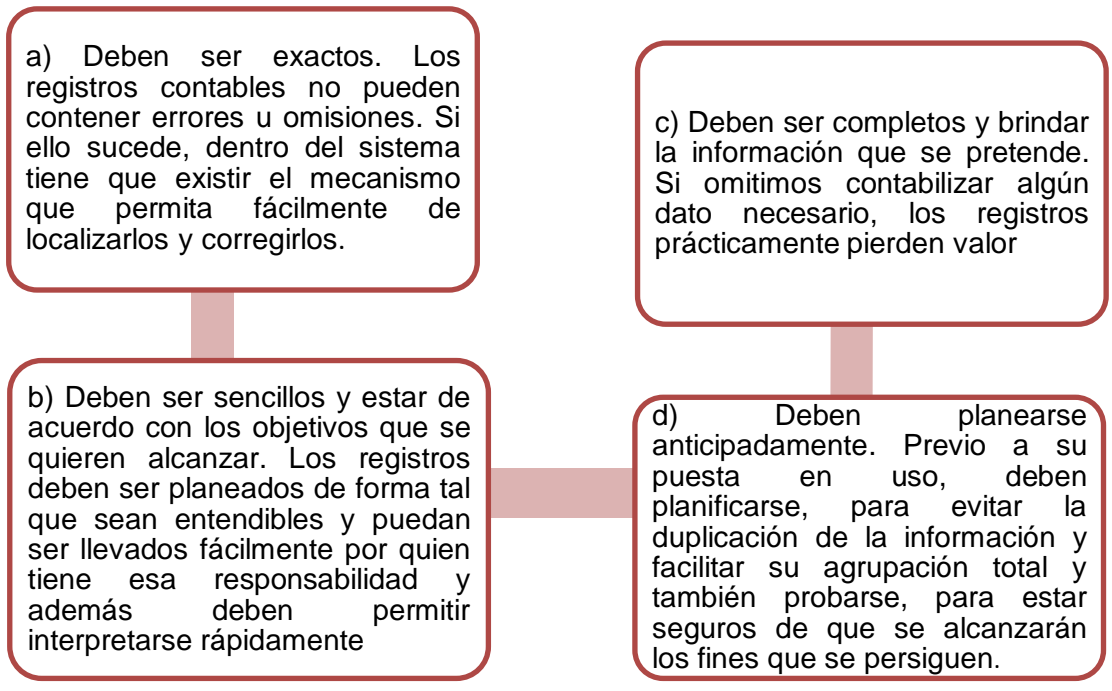 a) Deben ser exactos. Los
registros contables no pueden
contener errores u omisiones. Si
ello sucede, dentro del sistema
tiene que existir el mecanismo
que permita fácilmente de
localizarlos y corregirlos.
b) Deben ser sencillos y estar de
acuerdo con los objetivos que se
quieren alcanzar. Los registros
deben ser planeados de forma tal
que sean entendibles y puedan
ser llevados fácilmente por quien
tiene esa responsabilidad y
además deben permitir
interpretarse rápidamente
c) Deben ser completos y brindar
la información que se pretende.
Si omitimos contabilizar algún
dato necesario, los registros
prácticamente pierden valor
d) Deben planearse
anticipadamente. Previo a su
puesta en uso, deben
planificarse, para evitar la
duplicación de la información y
facilitar su agrupación total y
también probarse, para estar
seguros de que se alcanzarán
los fines que se persiguen.